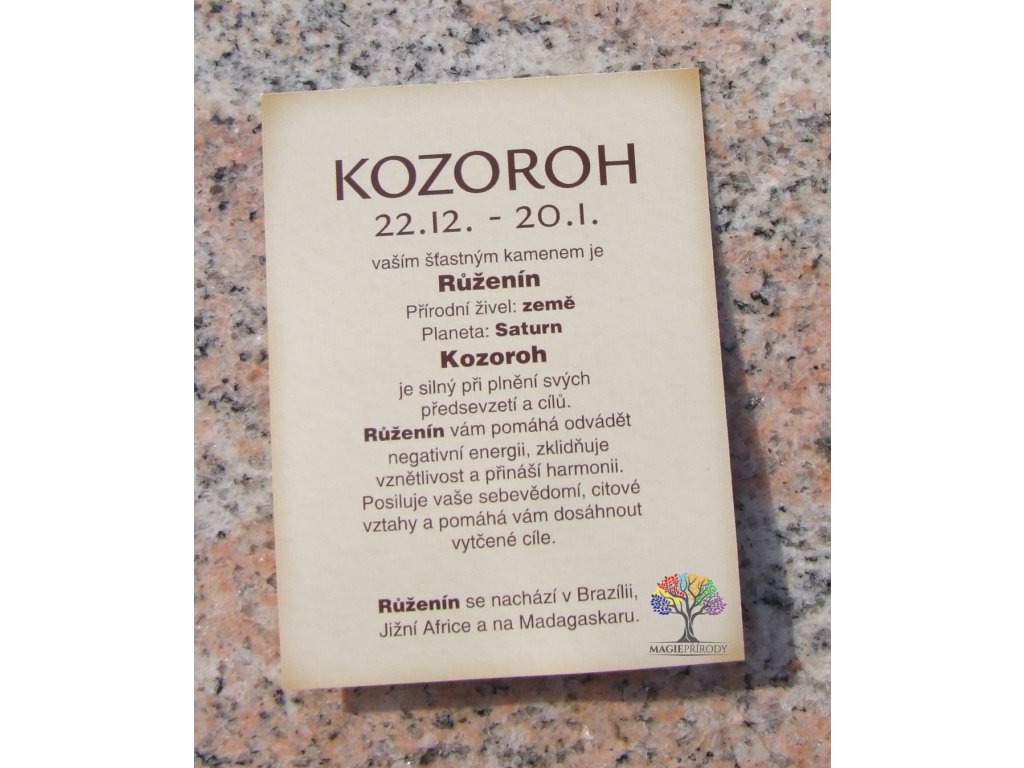 KOZOROH
22.12. - 20.1.
vaším šťastným kamenem je
Růženín
Přírodní živel: země
Planeta: Saturn
Kozoroh
je silný při plnění svých
předsevzetí a cílů.
Růženín vám pomáhá odvádět
negativní energii, zklidňuje
vznětlivost a přináší harmonii.
Posiluje vaše sebevědomí, citové
vztahy a pomáhá vám dosáhnout
vytčené cíle.
Růženín se nachází v Brazílii,
Jižní Africe a na Madagaskaru.
MAGIEPŘÍRODY